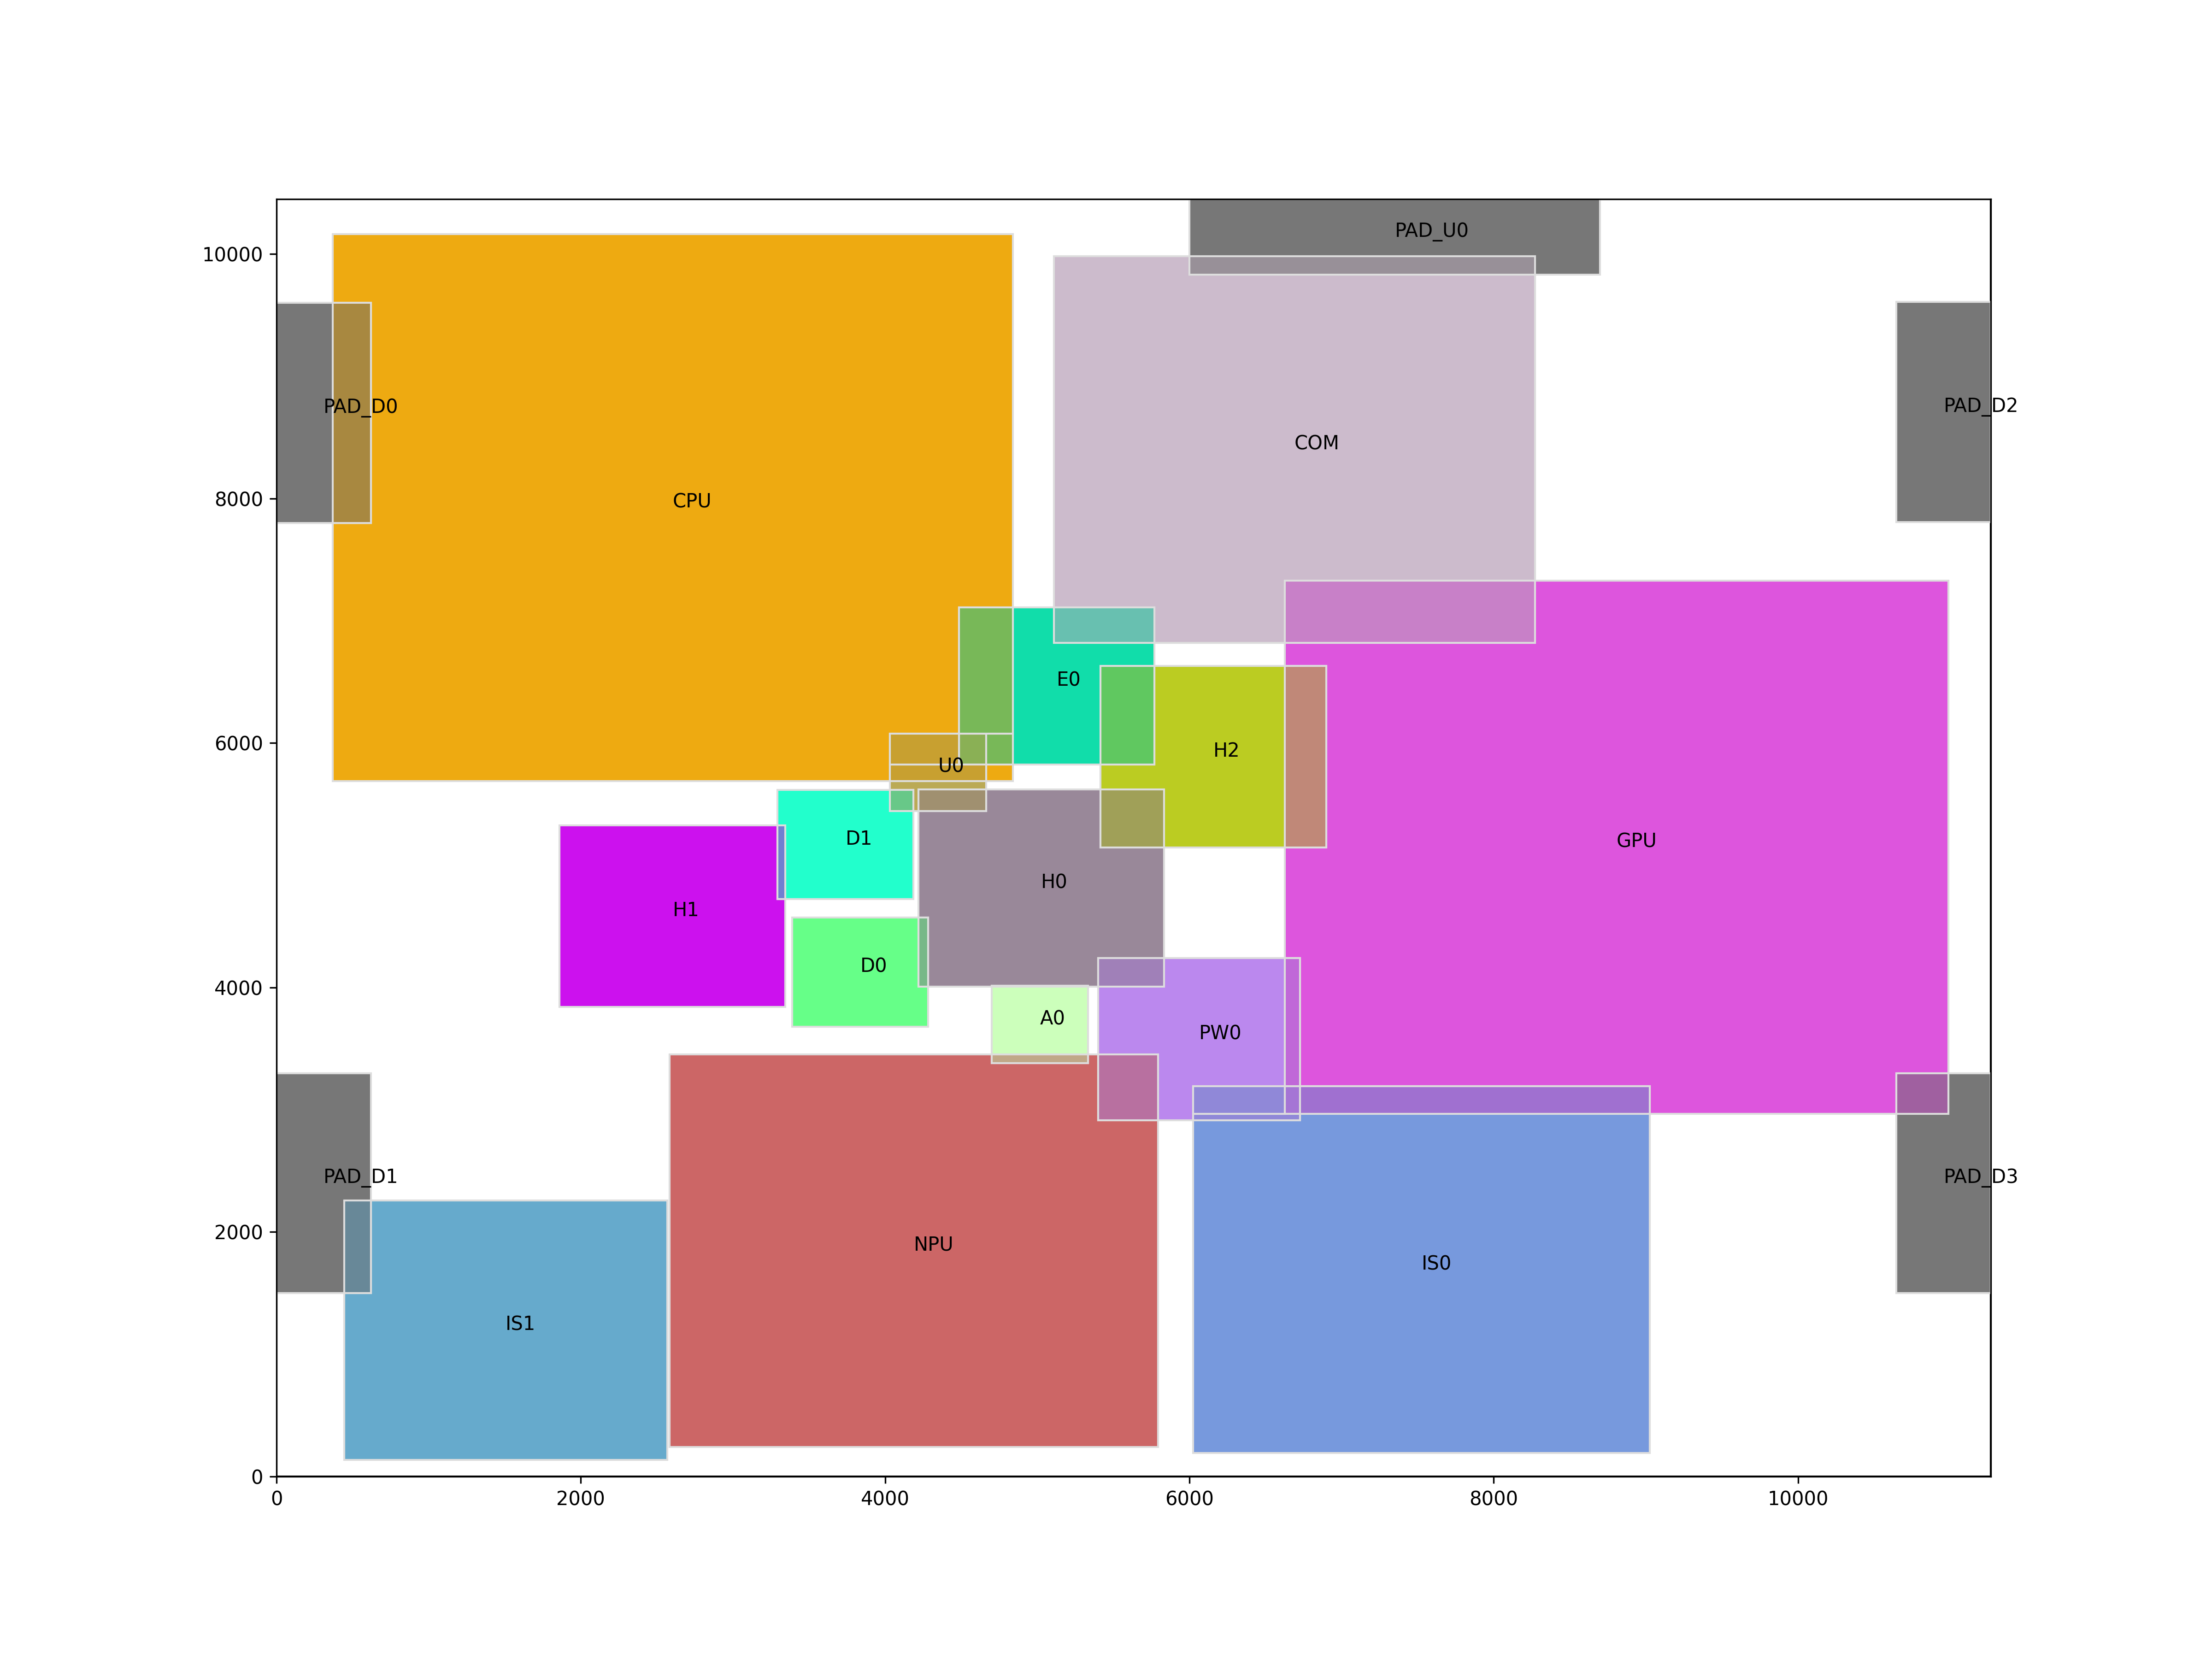 PAD_U0
10000
PAD_D0
PAD_D2
COM
8000
CPU
E0
6000
H2
U0
D1
GPU
H0
H1
D0
4000
A0
PW0
PAD_D1
PAD_D3
2000
NPU
IS0
IS1
0
0 2000 4000 6000 8000 10000